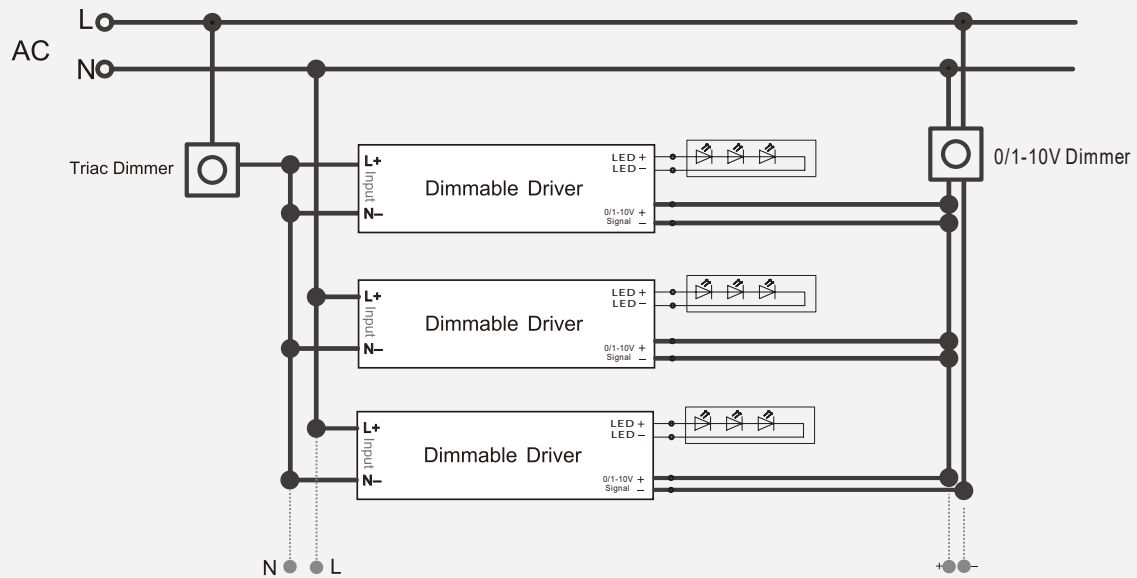 L
AC
N
Triac Dimmer
0/1-10V Dimmer
L+
Input
N–
Dimmable Driver
LED +
LED –
0/1-10V +
Signal –
L+
Input
N–
Dimmable Driver
LED +
LED –
0/1-10V +
Signal –
L+
Input
N–
Dimmable Driver
LED +
LED –
0/1-10V +
Signal –
N L
+ –